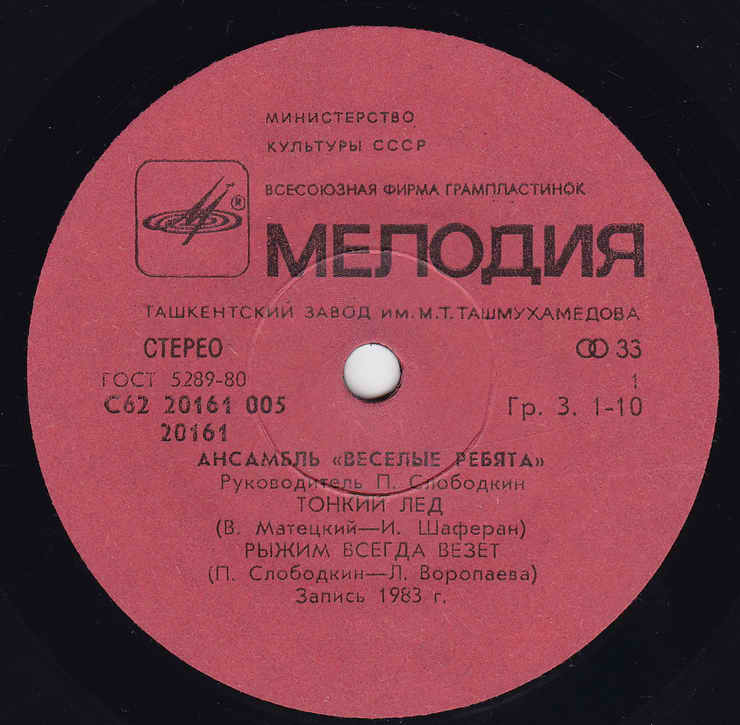 МИНИСТЕРСТВО
КУЛЬТУРЫ СССР
ВСЕСОЮЗНАЯ ФИРМА ГРАМПЛАСТИНОК
®
МЕЛОДИЯ
ТАШКЕНТСКИЙ ЗАВОД ИМ. М.Т. ТАШМУХАМЕДОВА
СТЕРЕО 33
ГОСТ 5289-80 1
С62 20161 005 Гр. 3. 1-10
20161
АНСАМБЛЬ «ВЕСЕЛЫЕ РЕБЯТА»
Руководитель П. Слободкин
ТОНКИЙ ЛЕД
(В. Матецкий—И. Шаферан)
РЫЖИМ ВСЕГДА ВЕЗЕТ
(П. Слободкин—Л. Воропаева)
Запись 1983 г.